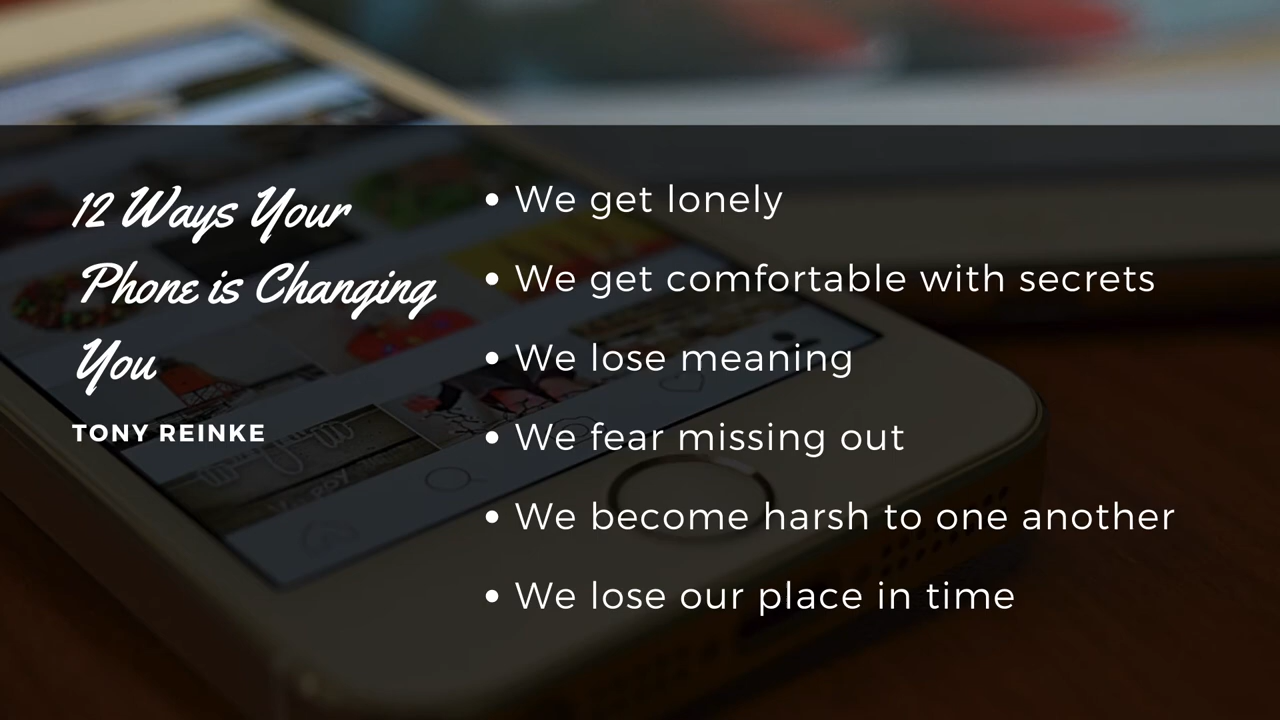 12 Ways Your
Phone is Changing
You
TONY REINKE
• We get lonely
• We get comfortable with secrets
• We lose meaning
• We fear missing out
• We become harsh to one another
• We lose our place in time